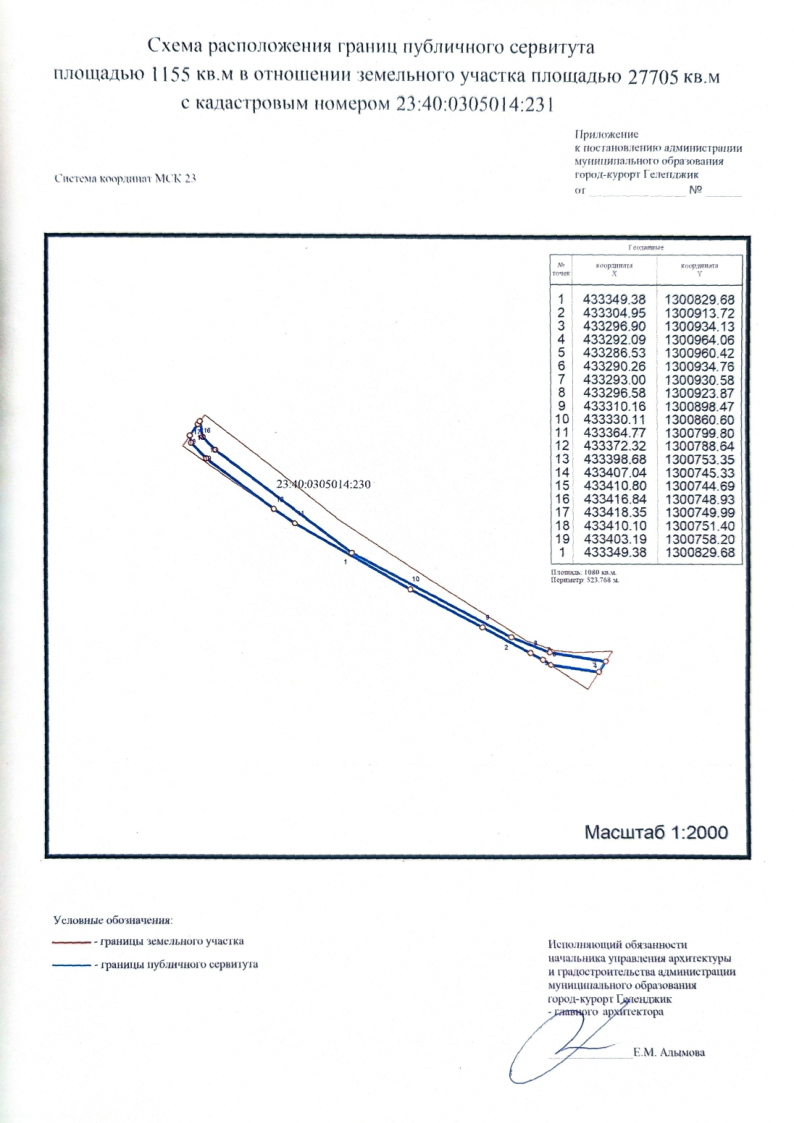 Схема расположения границ публичного сервитута
площадью 1155 кв.м в отношении земельного участка площадью 27705 кв.м
с кадастровым номером 23:40:0305014:231
Приложение
к постановлению администрации
муниципального образования
город-курорт Геленджик
от ________________ № ______
Система координат МСК 23
Геоданные
№ точки координата X координата Y
1 433349.38 1300829.68
2 433304.95 1300913.72
3 433296.90 1300934.13
4 433292.09 1300964.06
5 433286.53 1300960.42
6 433290.26 1300934.76
7 433293.00 1300930.58
8 433296.58 1300923.87
9 433310.16 1300898.47
10 433330.11 1300860.60
11 433364.77 1300799.80
12 433372.32 1300788.64
13 433398.68 1300753.35
14 433407.04 1300745.33
15 433410.80 1300744.69
16 433416.84 1300748.93
17 433418.35 1300749.99
18 433410.10 1300751.40
19 433403.19 1300758.20
1 433349.38 1300829.68
Площадь: 1080 кв.м.
Периметр: 523.768 м.
16
23:40:0305014:230
1
10
9
2
Масштаб 1:2000
Условные обозначения:
- границы земельного участка
- границы публичного сервитута
Исполняющий обязанности
начальника управления архитектуры
и градостроительства администрации
муниципального образования
город-курорт Геленджик
- главного архитектора
Е.М. Алымова